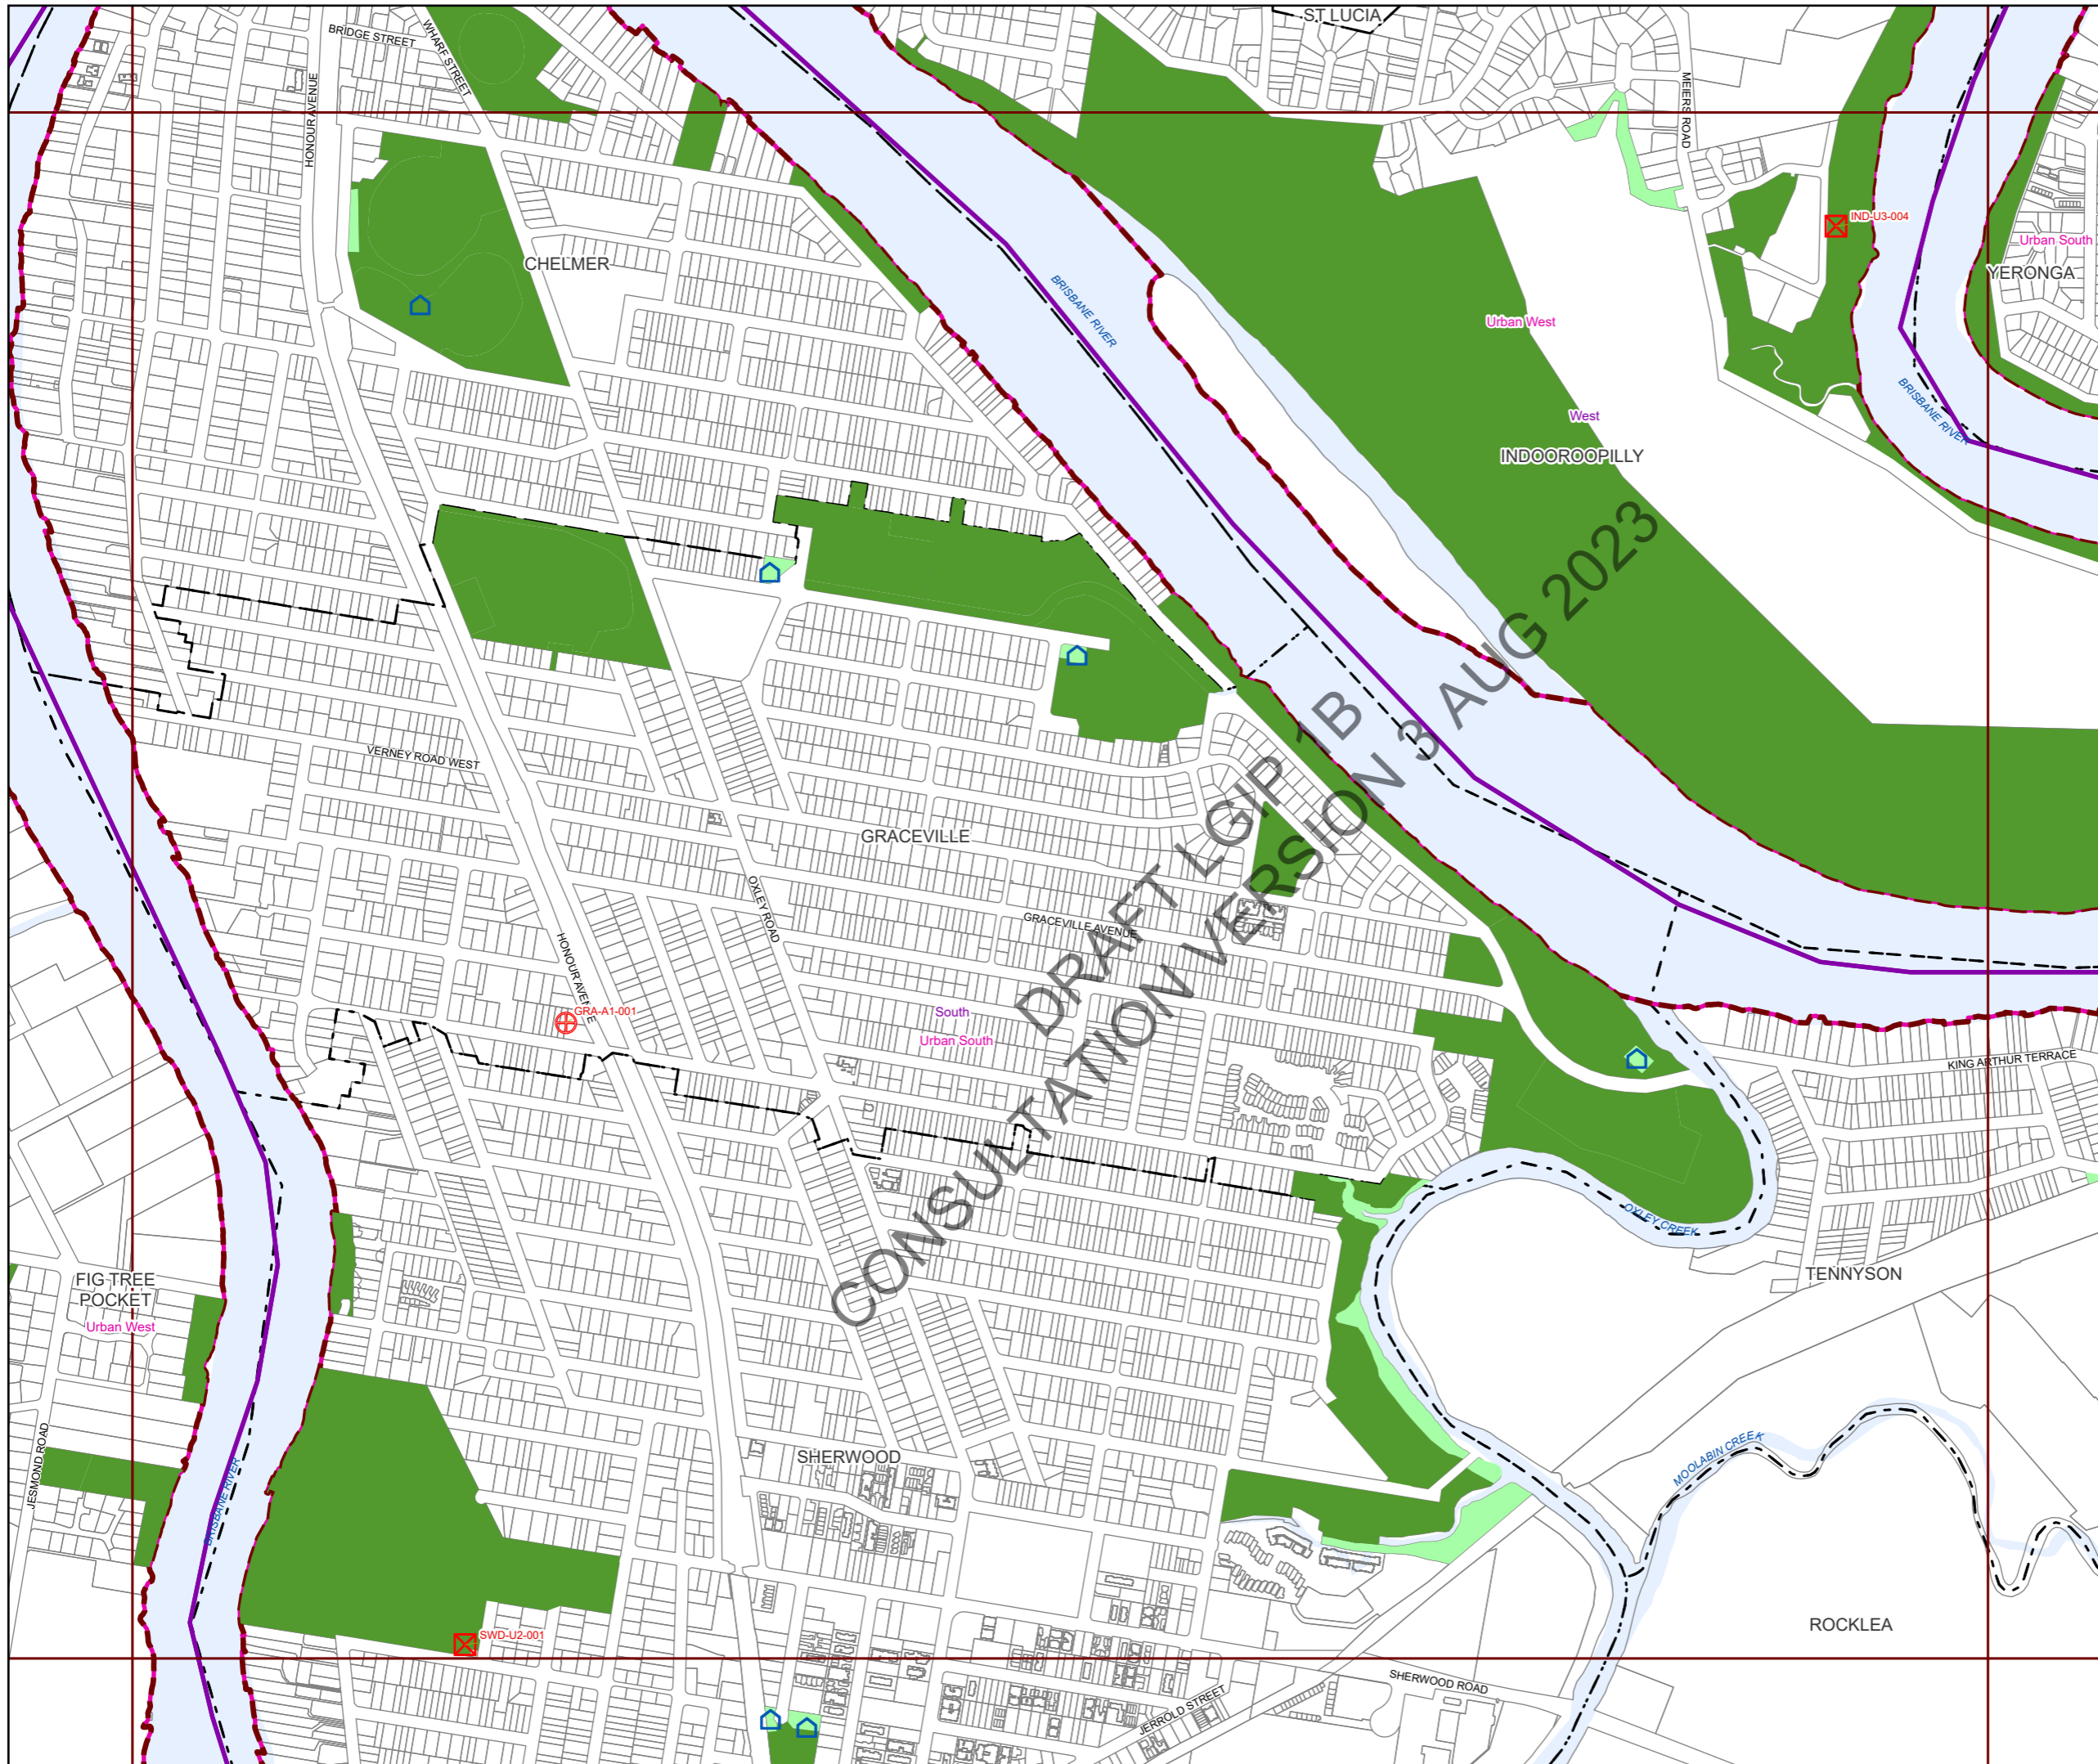 ST LUCIA
BRIDGE STREET
WHARF STREET
HONOUR AVENUE
MEIERS ROAD
IND-U3-004
Urban South
YERONGA
CHELMER
BRISBANE RIVER
Urban West
BRISBANE RIVER
West
INDOOROOPILLY
VERNEY ROAD WEST
GRACEVILLE
OXLEY ROAD
GRACEVILLE AVENUE
HONOUR AVENUE
GRA-A1-001
South
Urban South
DRAFT LGIP 1B
CONSULTATION VERSION 3 AUG 2023
KING ARTHUR TERRACE
OXLEY CREEK
TENNYSON
FIG TREE
POCKET
Urban West
JESMOND ROAD
BRISBANE RIVER
SHERWOOD
MOOLABIN CREEK
ROCKLEA
SWD-U2-001
SHERWOOD ROAD
JERROLD STREET